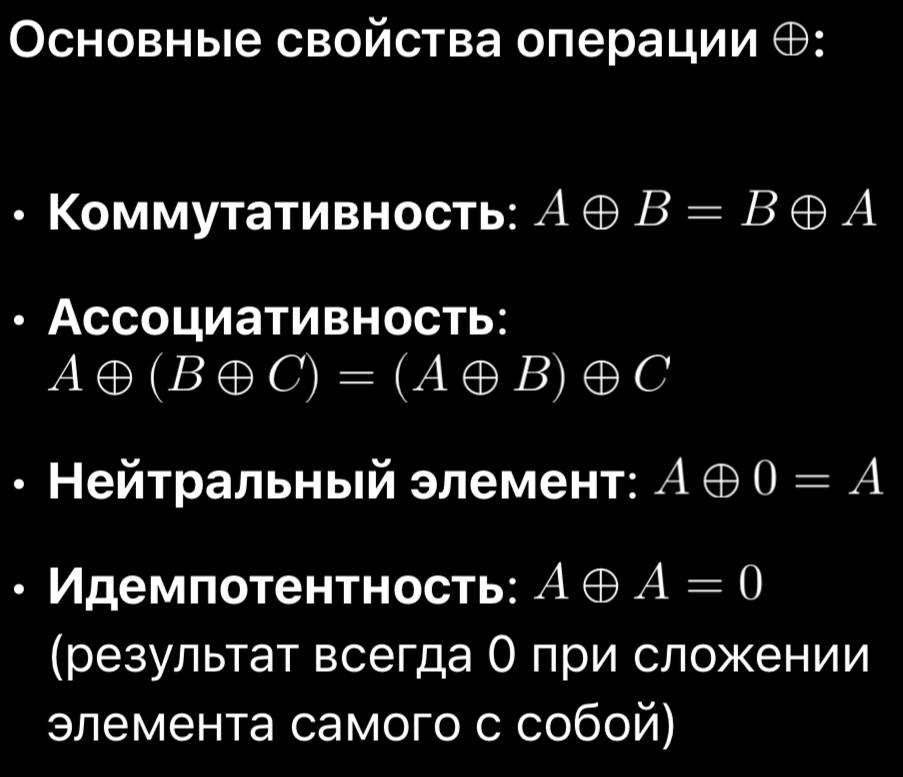 Основные свойства операции ⊕:
• Коммутативность: A ⊕ B = B ⊕ A
• Ассоциативность:
A ⊕ (B ⊕ C) = (A ⊕ B) ⊕ C
• Нейтральный элемент: A ⊕ 0 = A
• Идемпотентность: A ⊕ A = 0
(результат всегда 0 при сложении
элемента самого с собой)